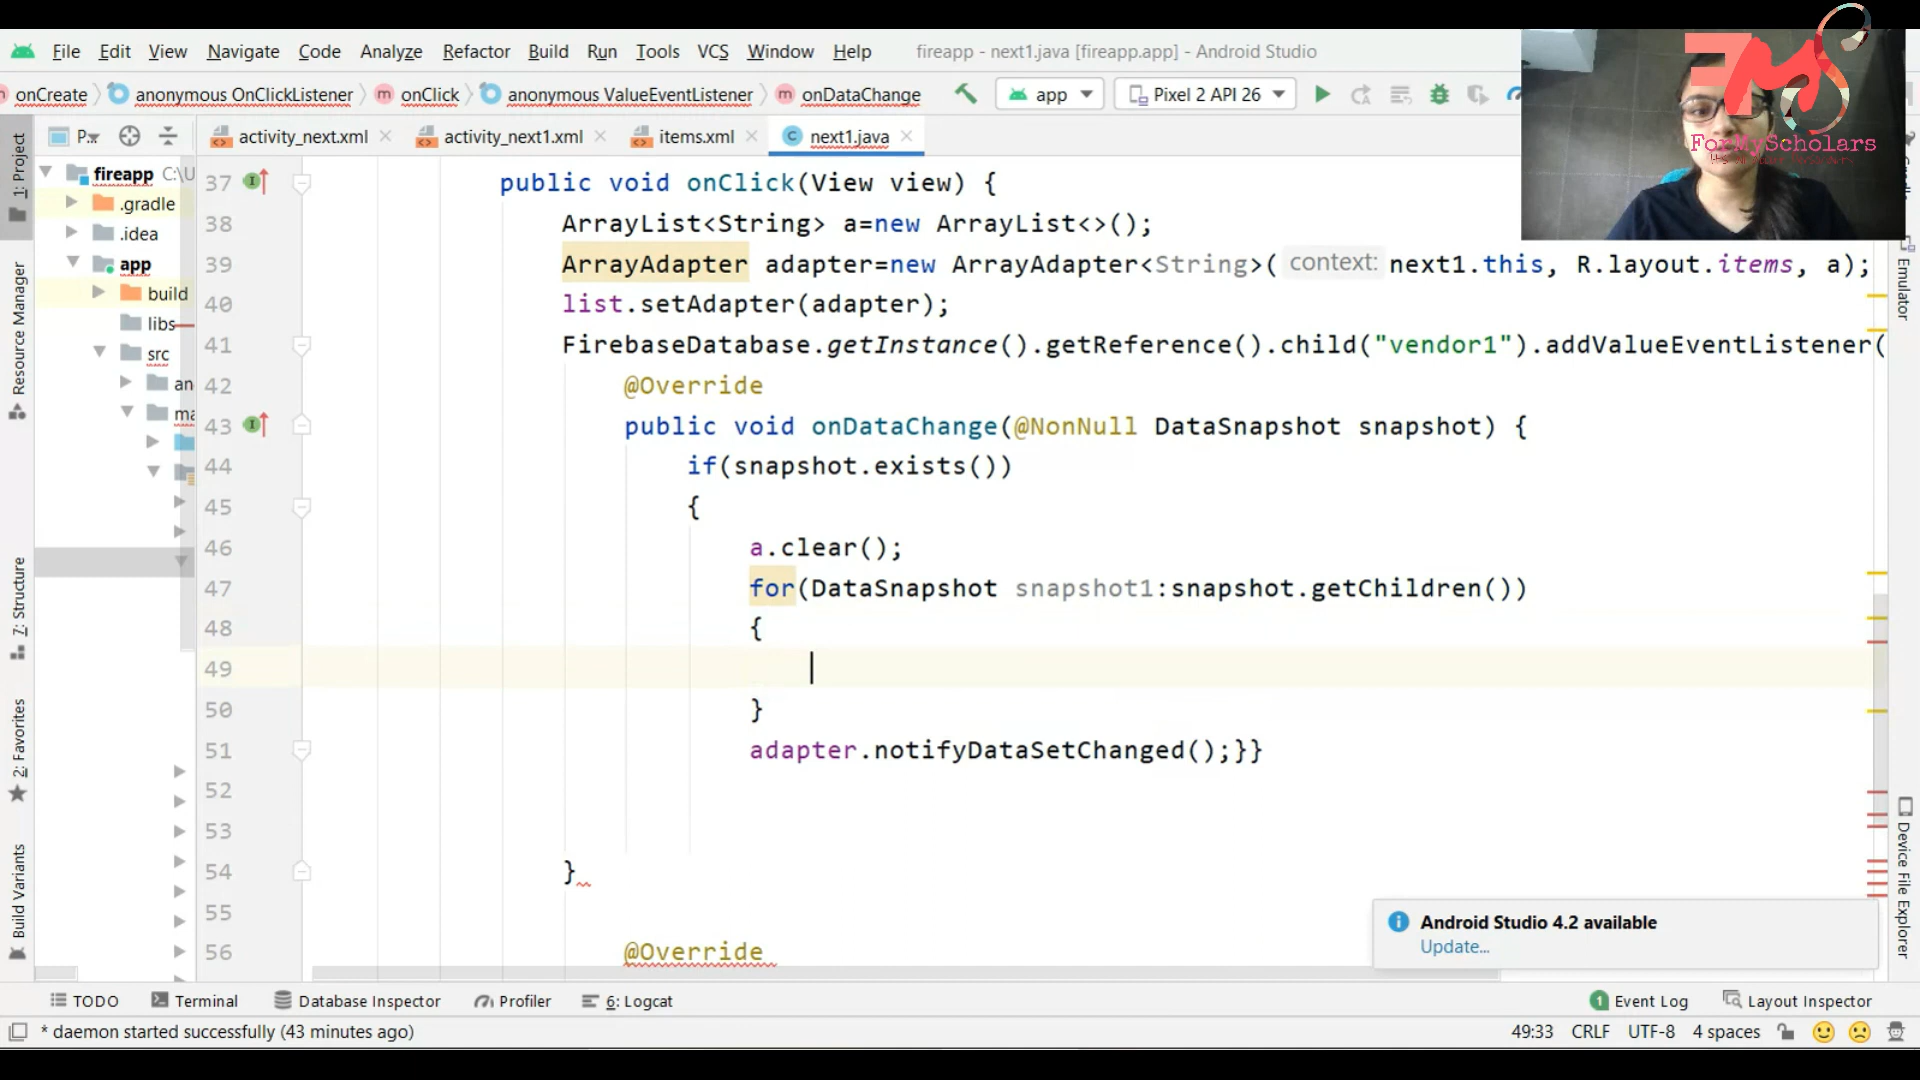 File Edit View Navigate Code Analyze Refactor Build Run Tools VCS Window Help fireapp - next1.java [fireapp.app] - Android Studio
onCreate anonymous OnClickListener m onClick anonymous ValueEventListener m onDataChange app Pixel 2 API 26
P.. activity_next.xml activity_next1.xml items.xml C next1.java
ForMyScholars
1: Project
Resource Manager
7: Structure
2: Favorites
Build Variants
fireapp C:\U
.gradle
.idea
app
build
libs
src
an
ma
37 public void onClick(View view) {
38 ArrayList<String> a=new ArrayList<>();
39 ArrayAdapter adapter=new ArrayAdapter<String>( context: next1.this, R.layout.items, a);
40 list.setAdapter(adapter);
41 FirebaseDatabase.getInstance().getReference().child("vendor1").addValueEventListener(
42 @Override
43 public void onDataChange(@NonNull DataSnapshot snapshot) {
44 if(snapshot.exists())
45 {
46 a.clear();
47 for(DataSnapshot snapshot1:snapshot.getChildren())
48 {
49
50 }
51 adapter.notifyDataSetChanged();}}
52
53
54 }
55
56 @Override
Emulator
Device File Explorer
Android Studio 4.2 available
Update...
TODO Terminal Database Inspector Profiler 6: Logcat 1 Event Log Layout Inspector
* daemon started successfully (43 minutes ago) 49:33 CRLF UTF-8 4 spaces